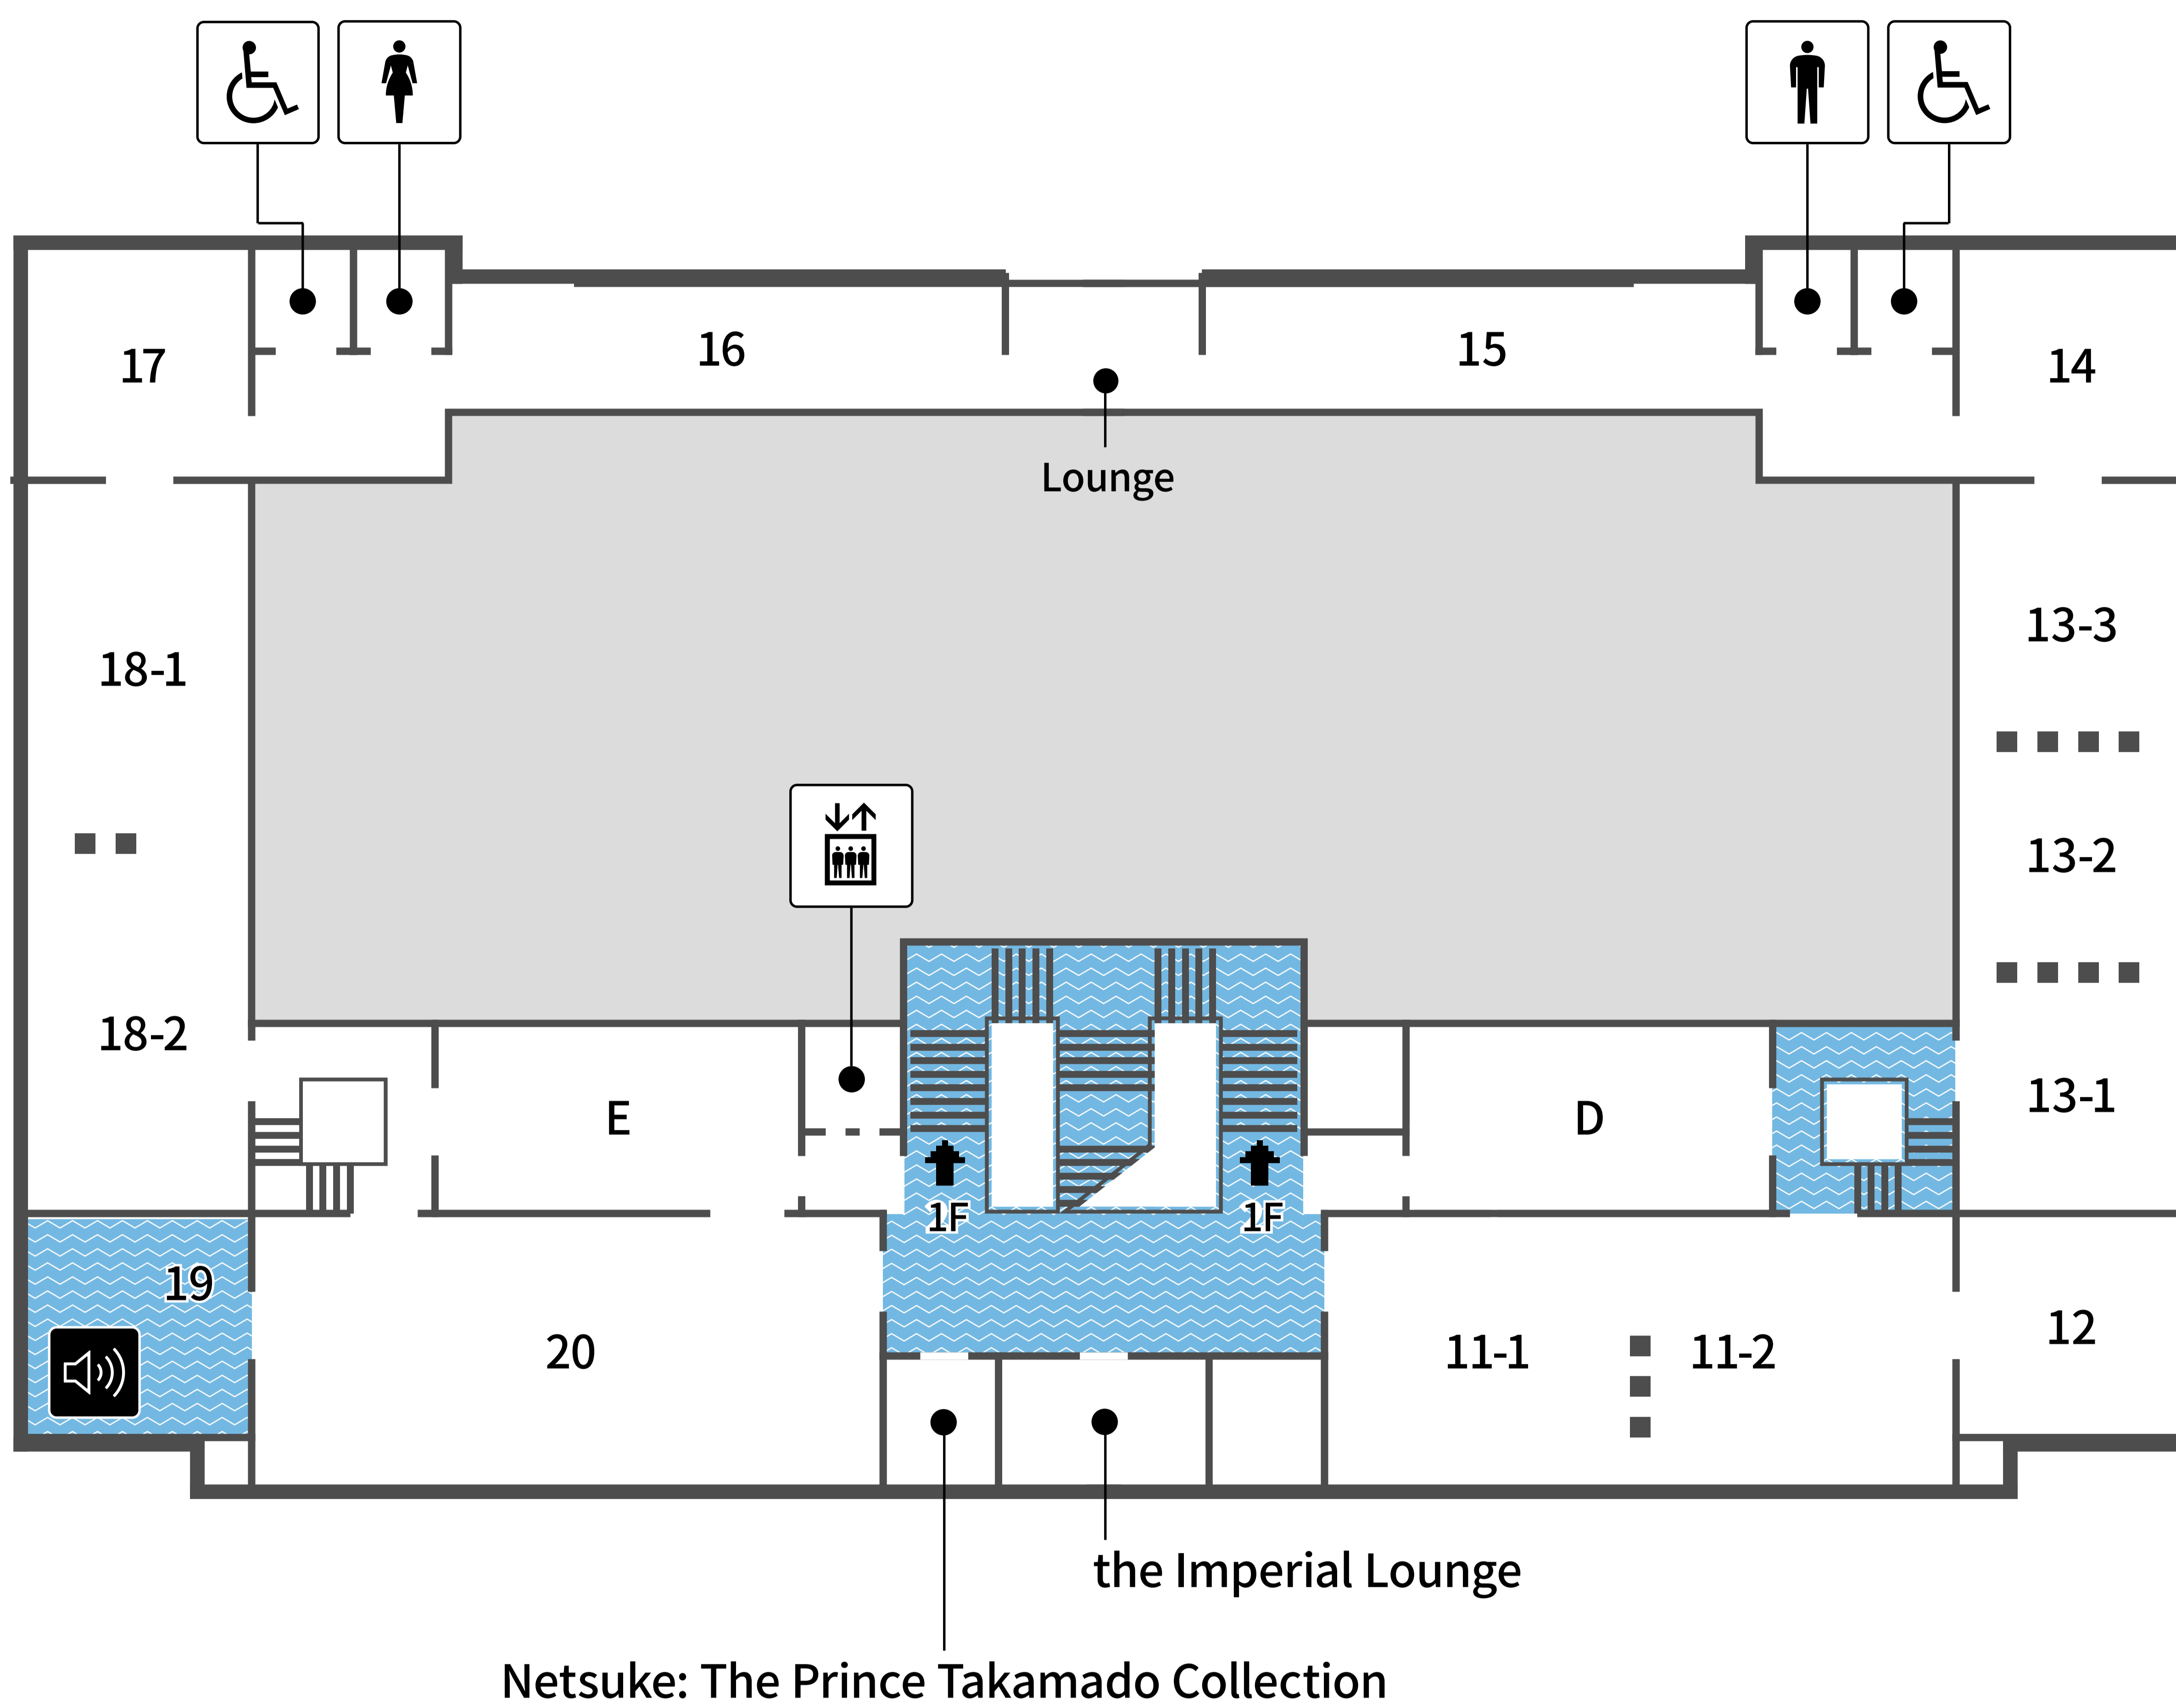 16
15
17
14
Lounge
13-3
18-1
13-2
18-2
13-1
E
D
1F
1F
19
12
20
11-1
11-2
the Imperial Lounge
Netsuke: The Prince Takamado Collection